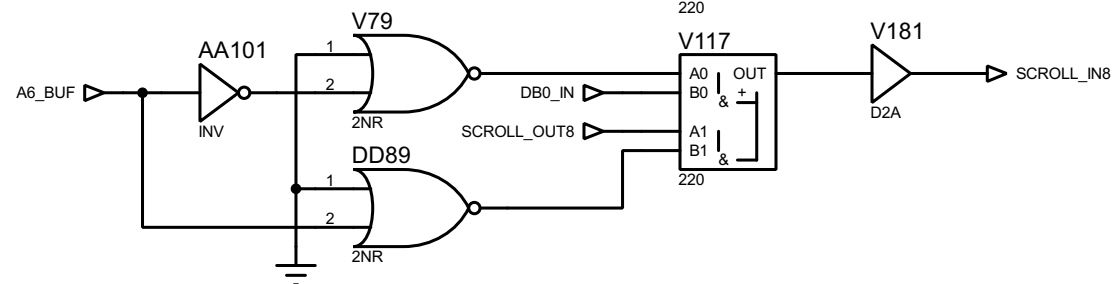 220
V79
V117
V181
AA101
1
2
A6_BUF
INV
2NR
A0 OUT
B0 +
&
DB0_IN
SCROLL_OUT8
A1
B1
&
220
D2A
SCROLL_IN8
DD89
1
2
2NR